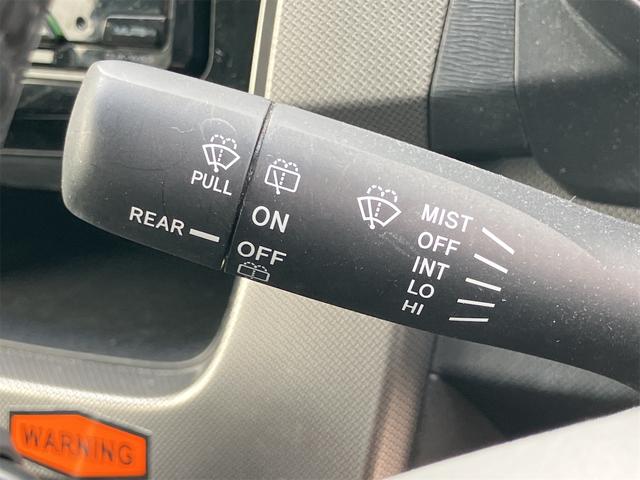 PULL
REAR
ON
OFF
MIST
OFF
INT
LO
HI
WARNING